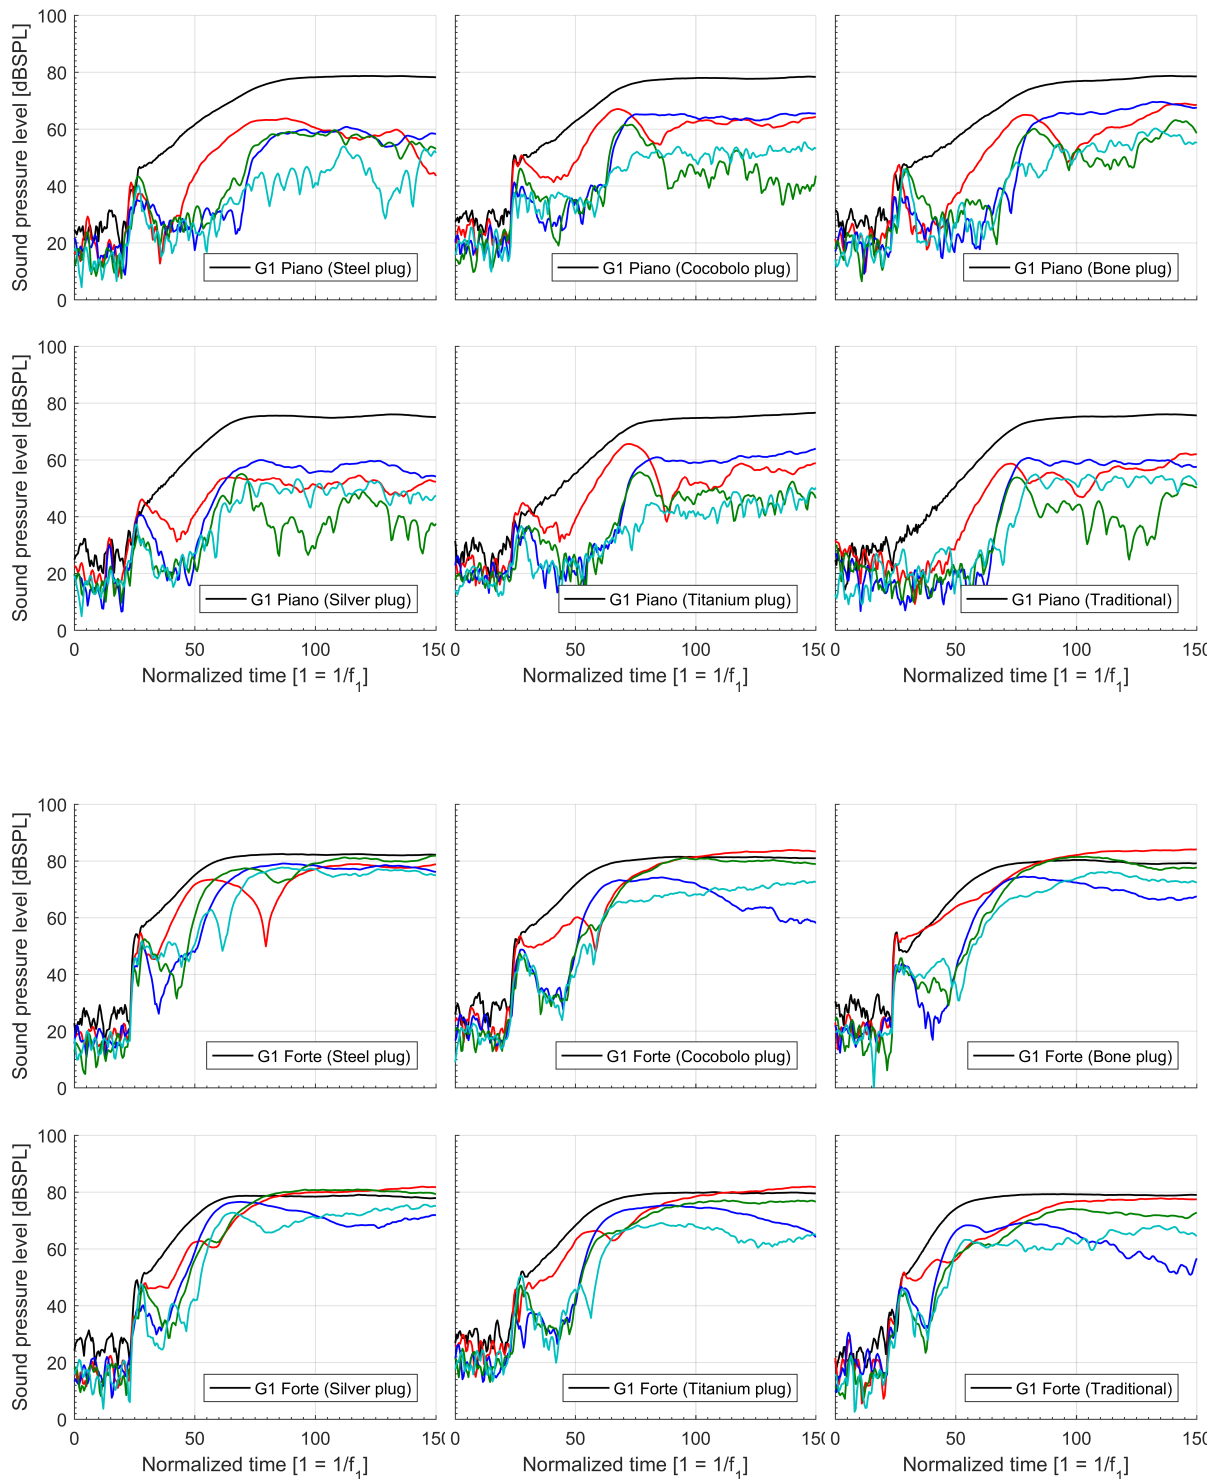 100
80
60
40
20
0
Sound pressure level [dBSPL]
G1 Piano (Steel plug)
G1 Piano (Cocobolo plug)
G1 Piano (Bone plug)
100
80
60
40
20
0
Sound pressure level [dBSPL]
G1 Piano (Silver plug)
G1 Piano (Titanium plug)
G1 Piano (Traditional)
0 50 100 150 0 50 100 150 0 50 100 150
Normalized time [1 = 1/f1]
Normalized time [1 = 1/f1]
Normalized time [1 = 1/f1]
100
80
60
40
20
0
Sound pressure level [dBSPL]
G1 Forte (Steel plug)
G1 Forte (Cocobolo plug)
G1 Forte (Bone plug)
100
80
60
40
20
0
Sound pressure level [dBSPL]
G1 Forte (Silver plug)
G1 Forte (Titanium plug)
G1 Forte (Traditional)
0 50 100 150 0 50 100 150 0 50 100 150
Normalized time [1 = 1/f1]
Normalized time [1 = 1/f1]
Normalized time [1 = 1/f1]